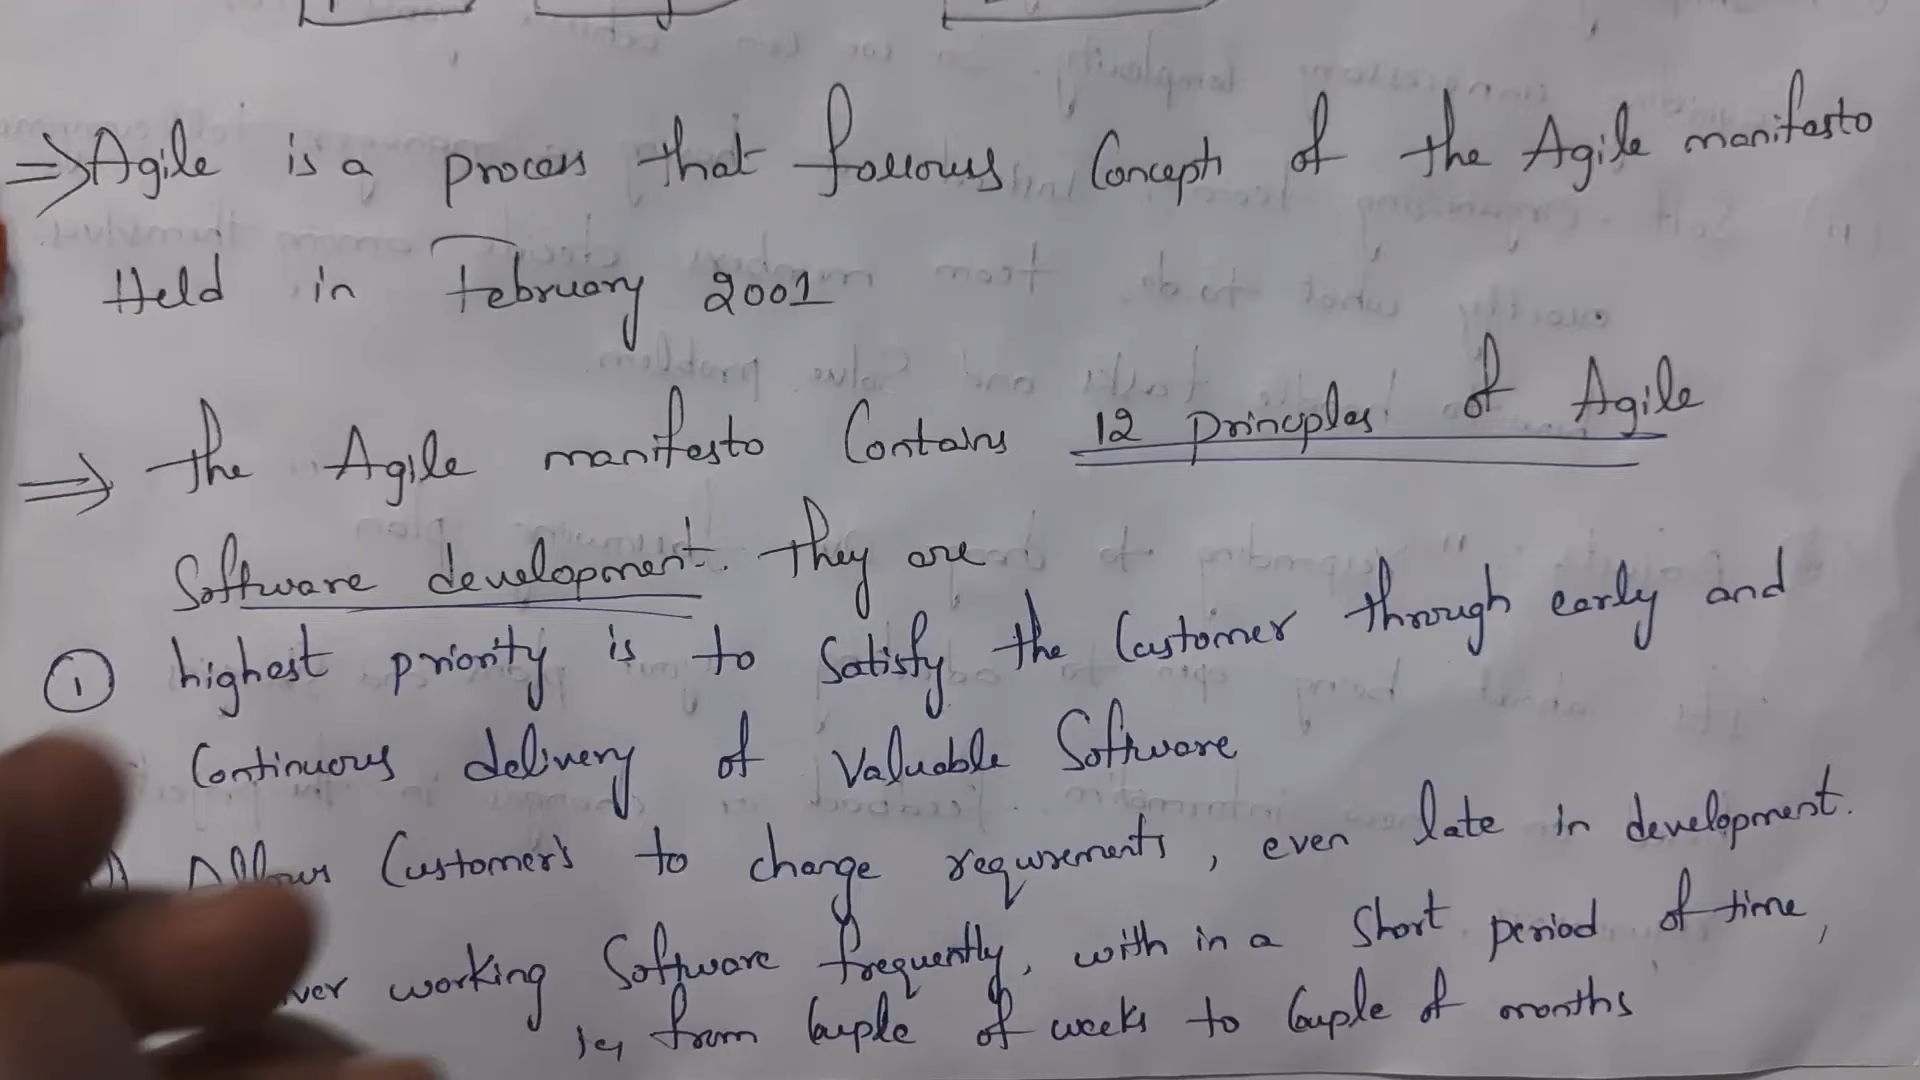 ⇒ Agile is a process that follows Concept of the Agile manifesto
Held in February 2001
⇒ the Agile manifesto Contains 12 principles of Agile
Software development. they are
① highest priority is to Satisfy the Customer through early and
Continuous delivery of Valuable Software
Allows Customer's to change requirements, even late in development.
working Software frequently, with in a Short period of time,
from Couple of weeks to Couple of months